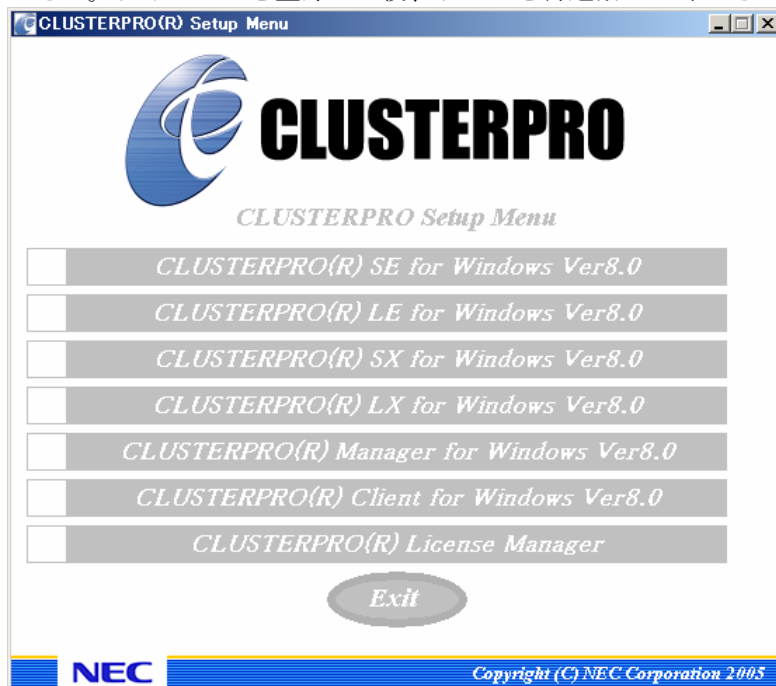 CLUSTERPRO(R) Setup Menu
CLUSTERPRO
CLUSTERPRO Setup Menu
CLUSTERPRO(R) SE for Windows Ver8.0
CLUSTERPRO(R) LE for Windows Ver8.0
CLUSTERPRO(R) SX for Windows Ver8.0
CLUSTERPRO(R) LX for Windows Ver8.0
CLUSTERPRO(R) Manager for Windows Ver8.0
CLUSTERPRO(R) Client for Windows Ver8.0
CLUSTERPRO(R) License Manager
Exit
NEC
Copyright (C) NEC Corporation 2005